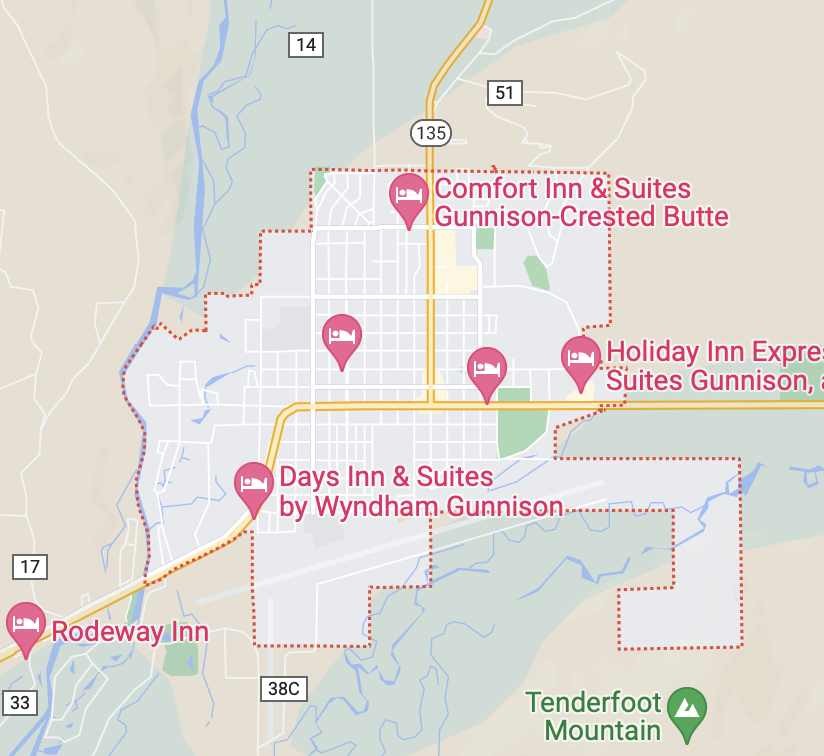 14
51
135
Comfort Inn & Suites
Gunnison-Crested Butte
Holiday Inn Expre
Suites Gunnison, a
Days Inn & Suites
by Wyndham Gunnison
17
Rodeway Inn
38C
33
Tenderfoot
Mountain